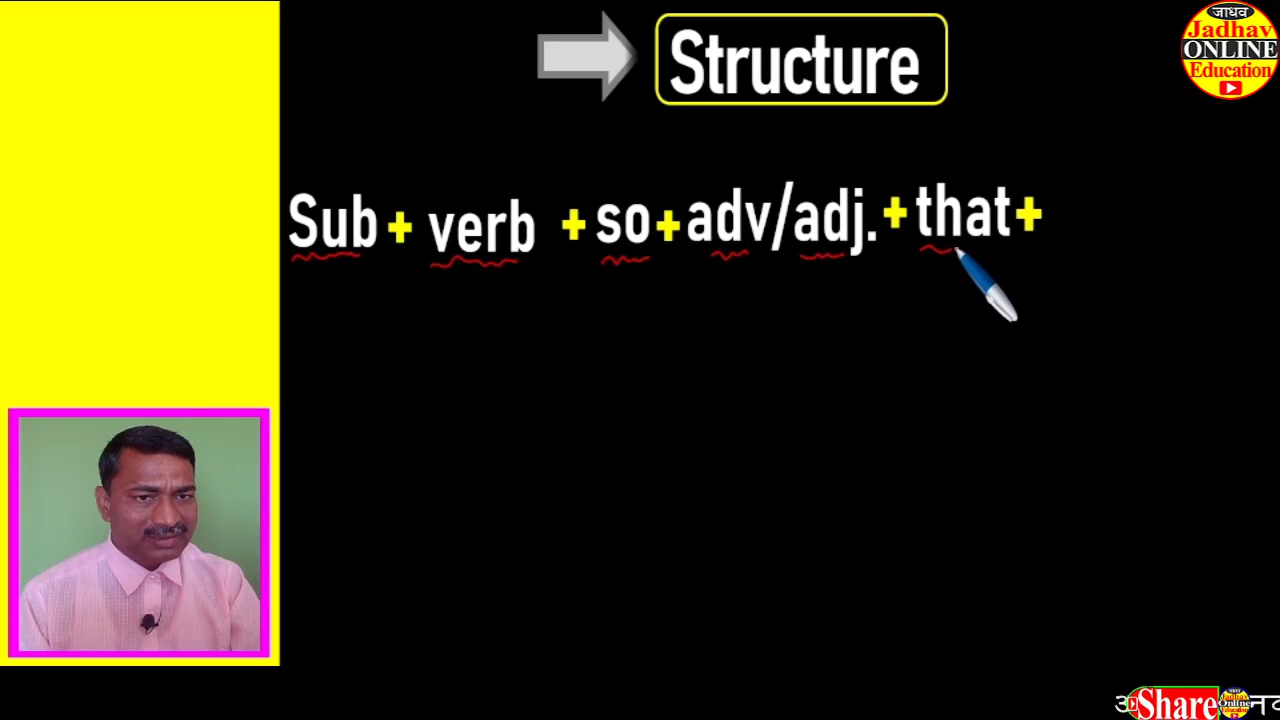 Structure
जाधव
Jadhav
ONLINE
Education
Sub + verb + so + adv/adj. + that +
Share